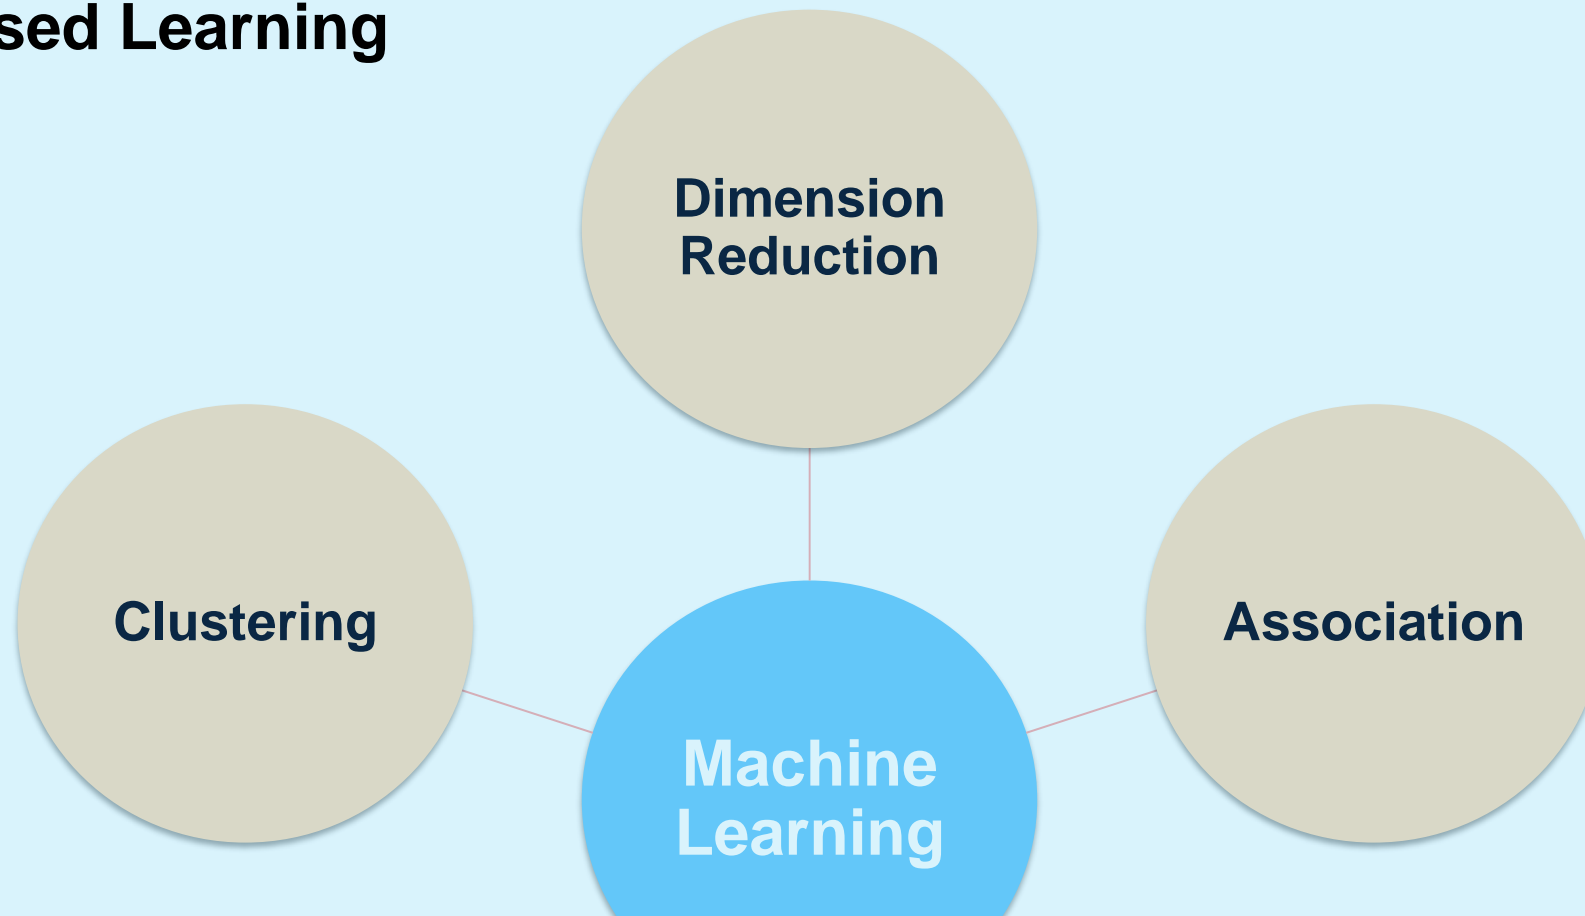 sed Learning
Dimension
Reduction
Clustering
Association
Machine
Learning